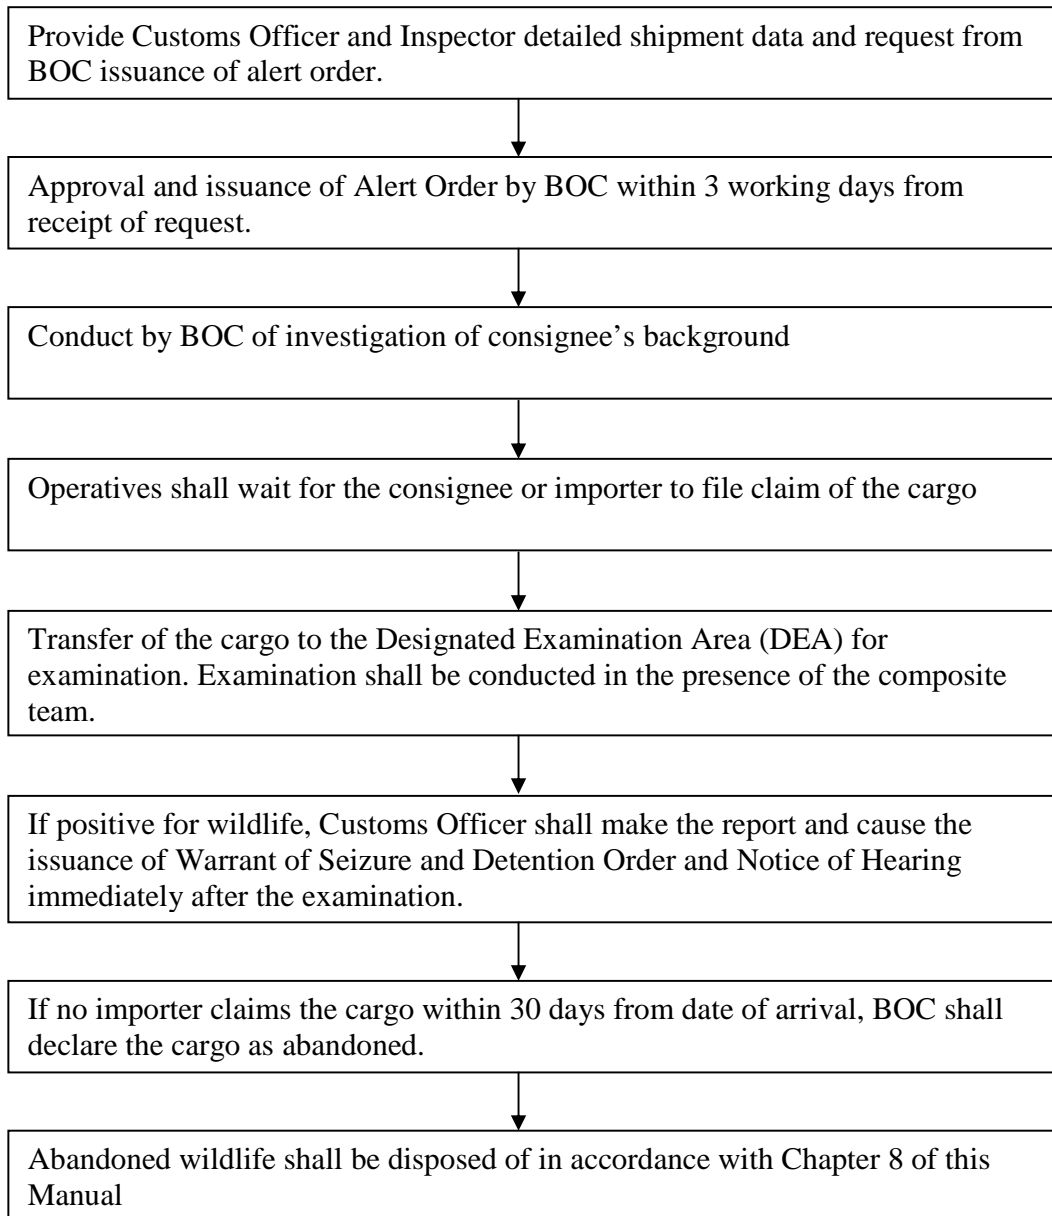 Provide Customs Officer and Inspector detailed shipment data and request from
BOC issuance of alert order.
Approval and issuance of Alert Order by BOC within 3 working days from
receipt of request.
Conduct by BOC of investigation of consignee’s background
Operatives shall wait for the consignee or importer to file claim of the cargo
Transfer of the cargo to the Designated Examination Area (DEA) for
examination. Examination shall be conducted in the presence of the composite
team.
If positive for wildlife, Customs Officer shall make the report and cause the
issuance of Warrant of Seizure and Detention Order and Notice of Hearing
immediately after the examination.
If no importer claims the cargo within 30 days from date of arrival, BOC shall
declare the cargo as abandoned.
Abandoned wildlife shall be disposed of in accordance with Chapter 8 of this
Manual